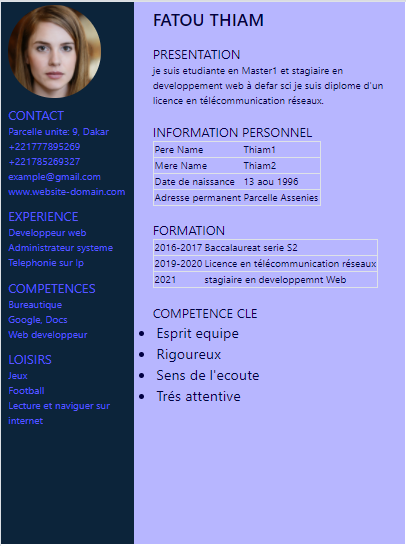 FATOU THIAM
PRESENTATION
je suis etudiante en Master1 et stagiaire en
developpement web à defar sci je suis diplome d'un
licence en télécommunication réseaux.
INFORMATION PERSONNEL
Pere Name Thiam1
Mere Name Thiam2
Date de naissance 13 aou 1996
Adresse permanent Parcelle Assenies
FORMATION
2016-2017 Baccalaureat serie S2
2019-2020 Licence en télécommunication réseaux
2021 stagiaire en developpemnt Web
COMPETENCE CLE
Esprit equipe
Rigoureux
Sens de l'ecoute
Trés attentive
CONTACT
Parcelle unite: 9, Dakar
+221777895269
+221785269327
example@gmail.com
www.website-domain.com
EXPERIENCE
Developpeur web
Administrateur systeme
Telephonie sur ip
COMPETENCES
Bureautique
Google, Docs
Web developpeur
LOISIRS
Jeux
Football
Lecture et naviguer sur
internet